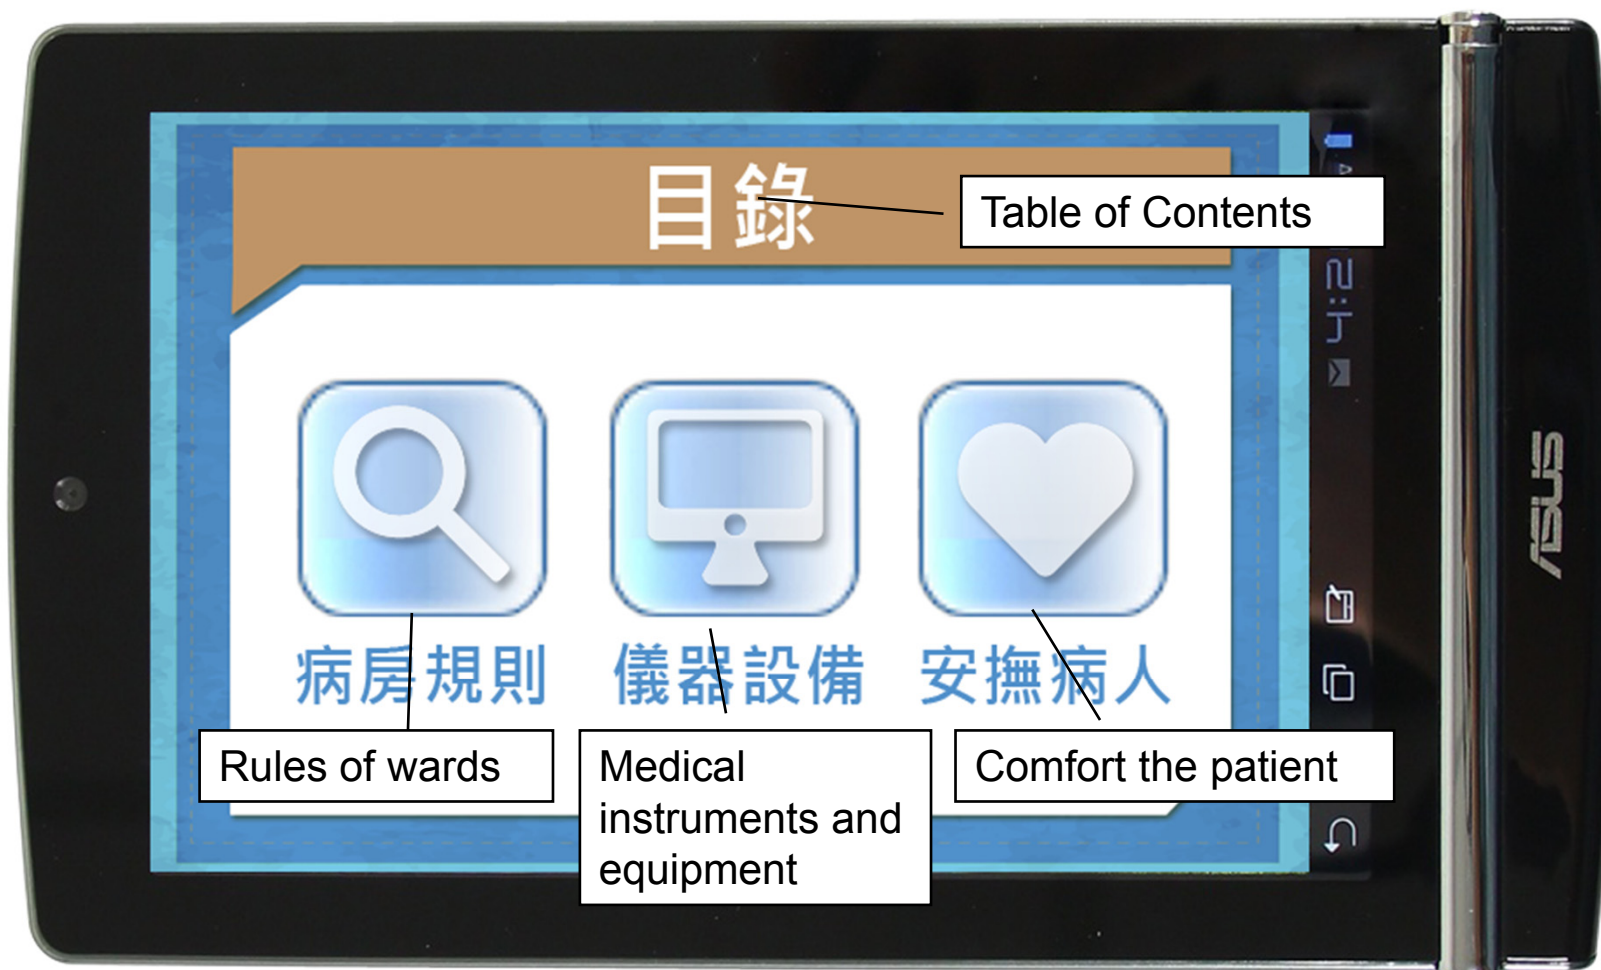 目錄
Table of Contents
病房規則
儀器設備
安撫病人
Rules of wards
Medical
instruments and
equipment
Comfort the patient
ASUS